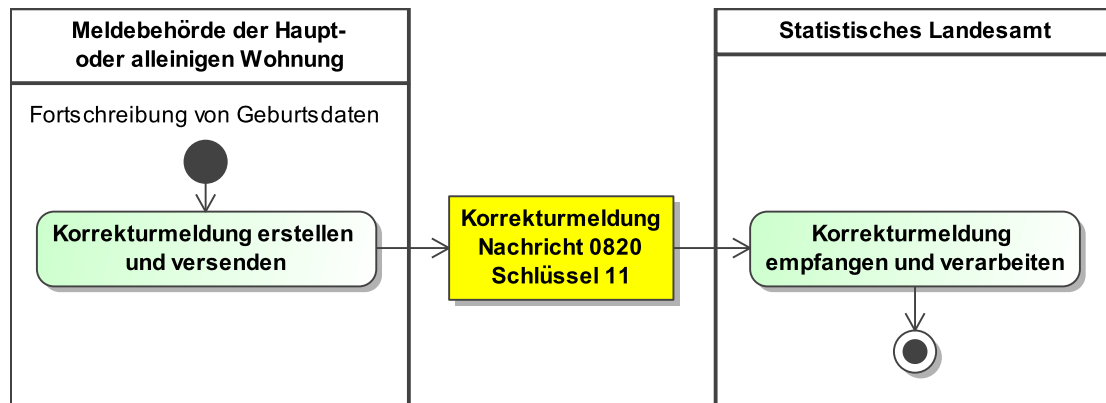 Meldebehörde der Haupt-
oder alleinigen Wohnung
Statistisches Landesamt
Fortschreibung von Geburtsdaten
Korrekturmeldung erstellen
und versenden
Korrekturmeldung
Nachricht 0820
Schlüssel 11
Korrekturmeldung
empfangen und verarbeiten